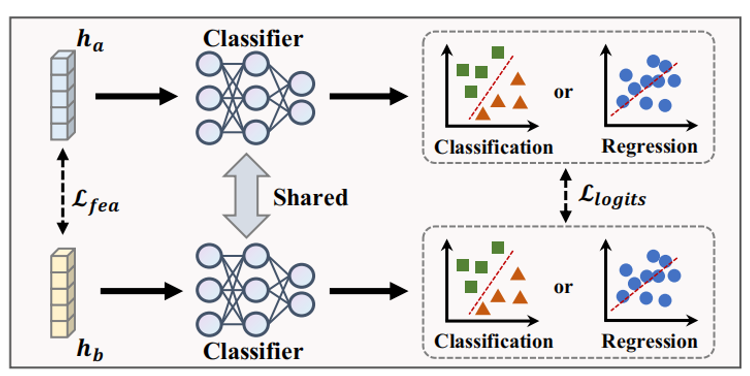 h_a
Classifier
or
Classification
Regression
ℒ_fea
Shared
ℒ_logits
or
h_b
Classifier
Classification
Regression